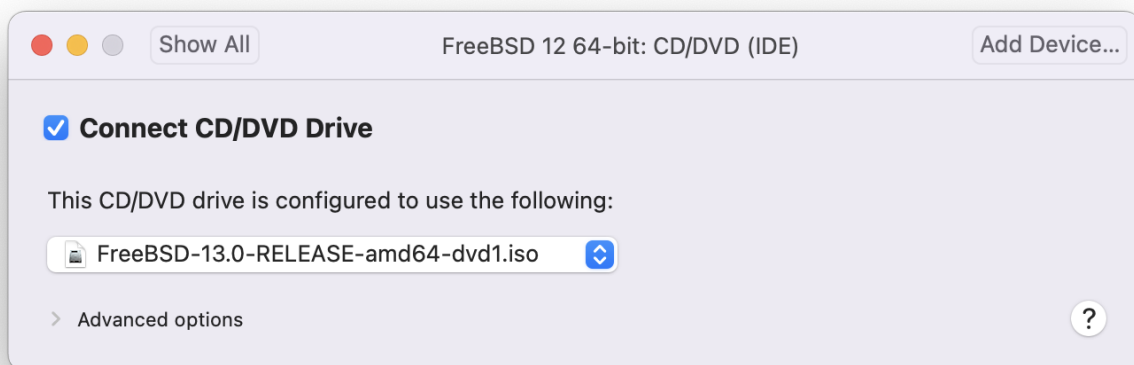 Show All FreeBSD 12 64-bit: CD/DVD (IDE) Add Device...
Connect CD/DVD Drive
This CD/DVD drive is configured to use the following:
FreeBSD-13.0-RELEASE-amd64-dvd1.iso
Advanced options ?